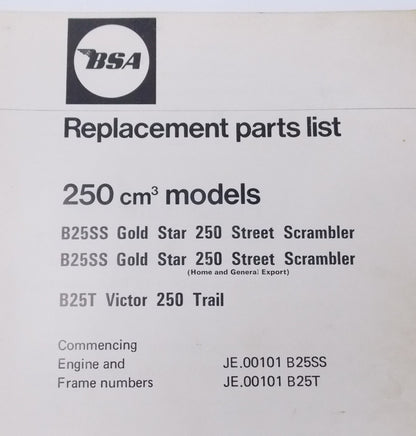 BSA
Replacement parts list
250 cm³ models
B25SS Gold Star 250 Street Scrambler
B25SS Gold Star 250 Street Scrambler
(Home and General Export)
B25T Victor 250 Trail
Commencing
Engine and JE.00101 B25SS
Frame numbers JE.00101 B25T